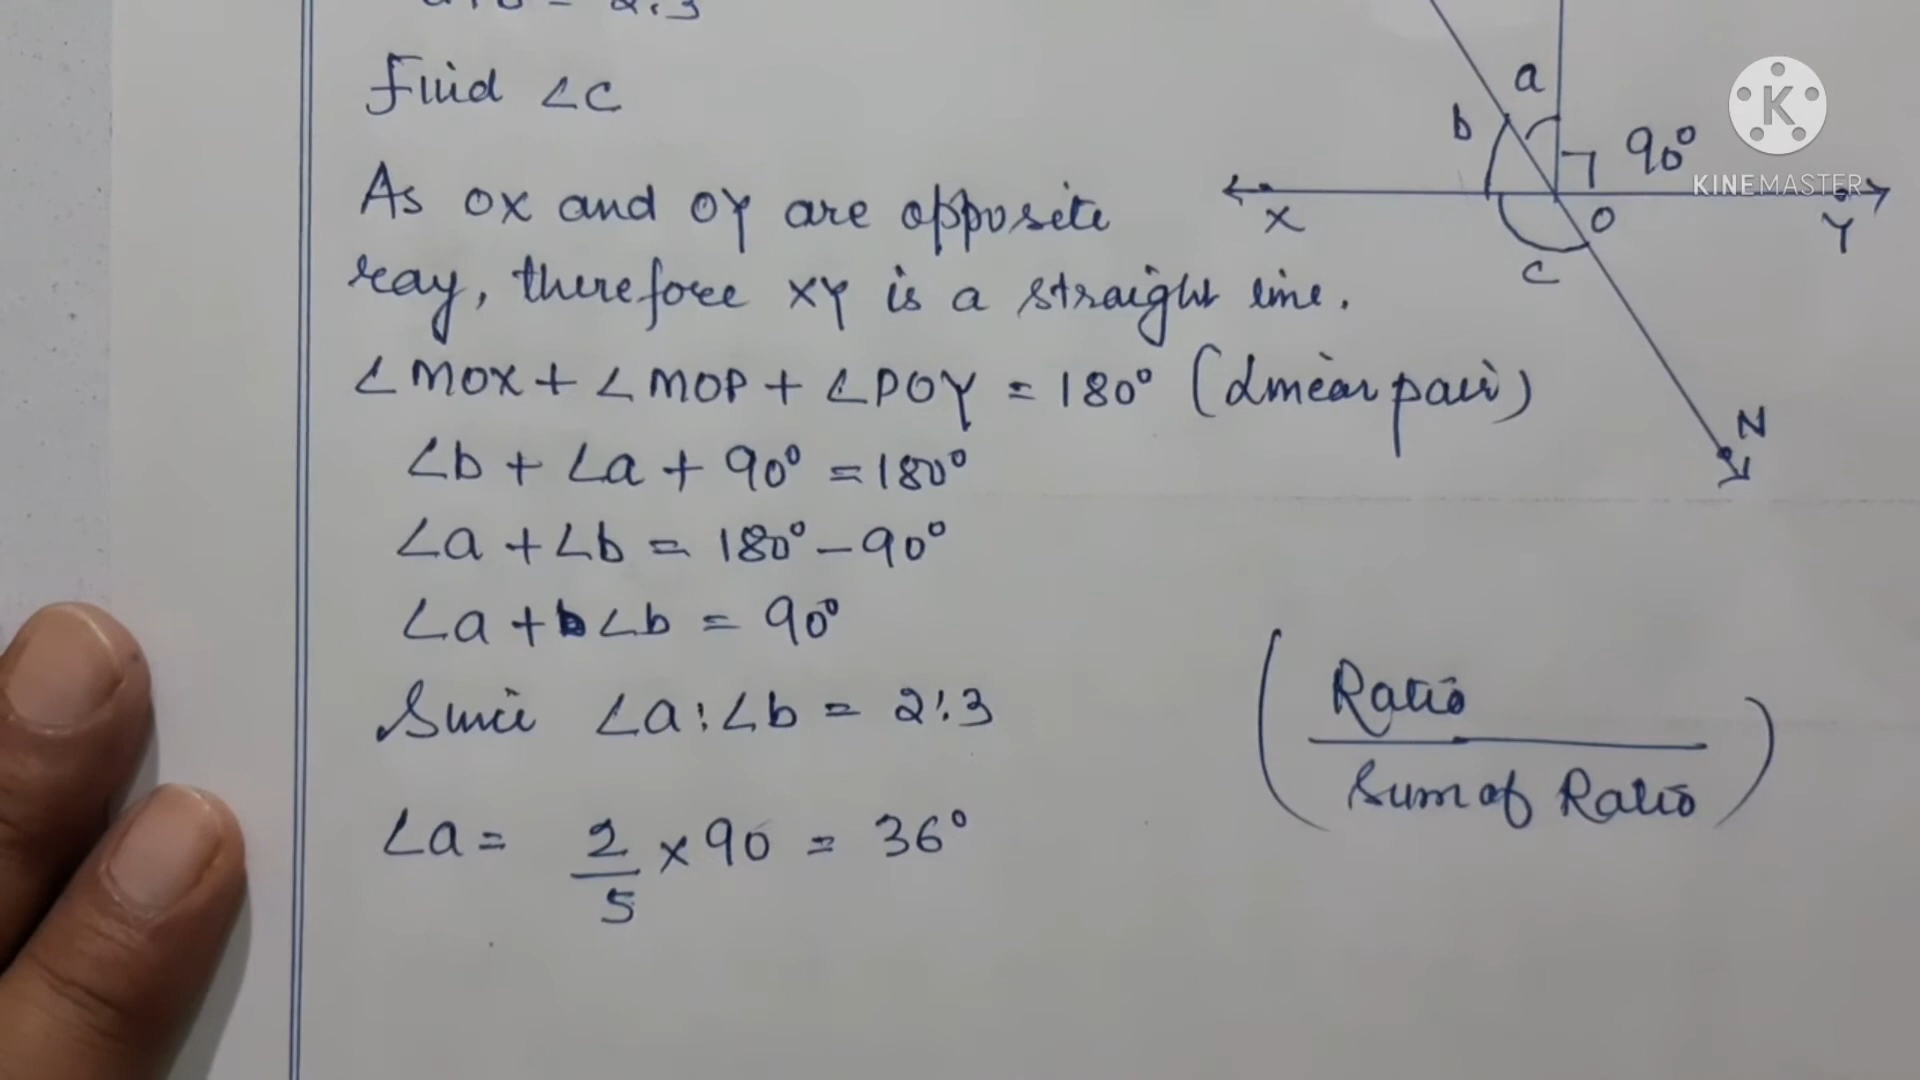 Find ∠C
As OX and OY are opposite
ray, therefore XY is a straight line.
∠MOX + ∠MOP + ∠POY = 180° (Linear pair)
∠b + ∠a + 90° = 180°
∠a + ∠b = 180° - 90°
∠a + ∠b = 90°
Since ∠a : ∠b = 2:3
∠a = 2/5 × 90 = 36°
(Ratio / Sum of Ratio)
a
b
90°
X
O
Y
C
N
K
KINEMASTER